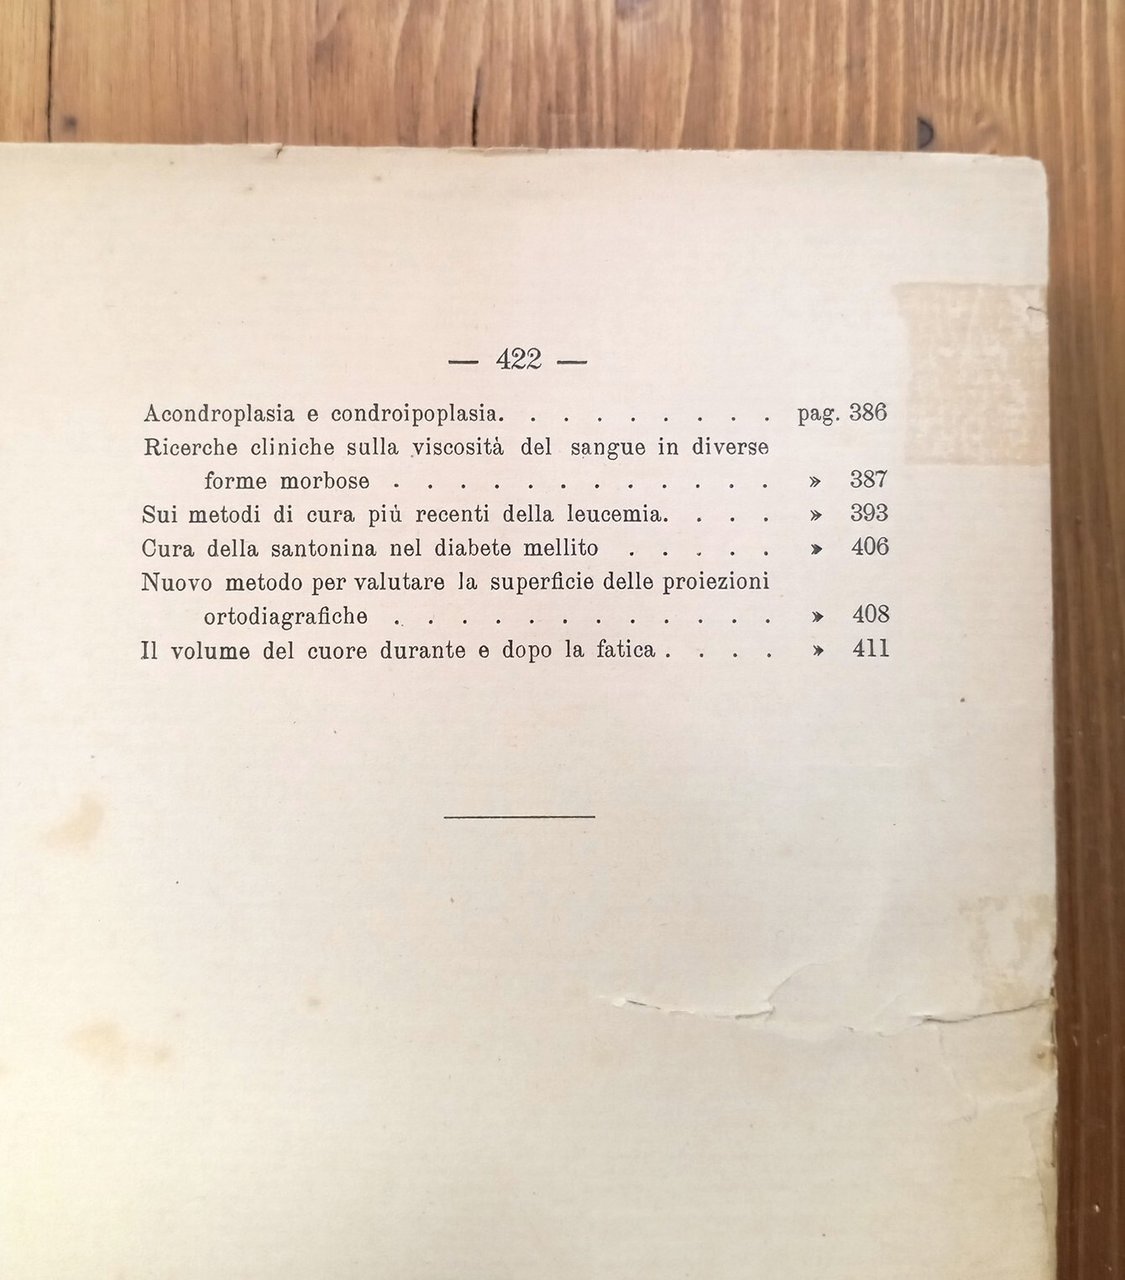 — 422 —
Acondroplasia e condroipoplasia. . . . . . . . . pag. 386
Ricerche cliniche sulla viscosità del sangue in diverse
forme morbose . . . . . . . . . . . . » 387
Sui metodi di cura più recenti della leucemia. . . . » 393
Cura della santonina nel diabete mellito . . . . . » 406
Nuovo metodo per valutare la superficie delle proiezioni
ortodiagrafiche . . . . . . . . . . . . » 408
Il volume del cuore durante e dopo la fatica . . . . » 411